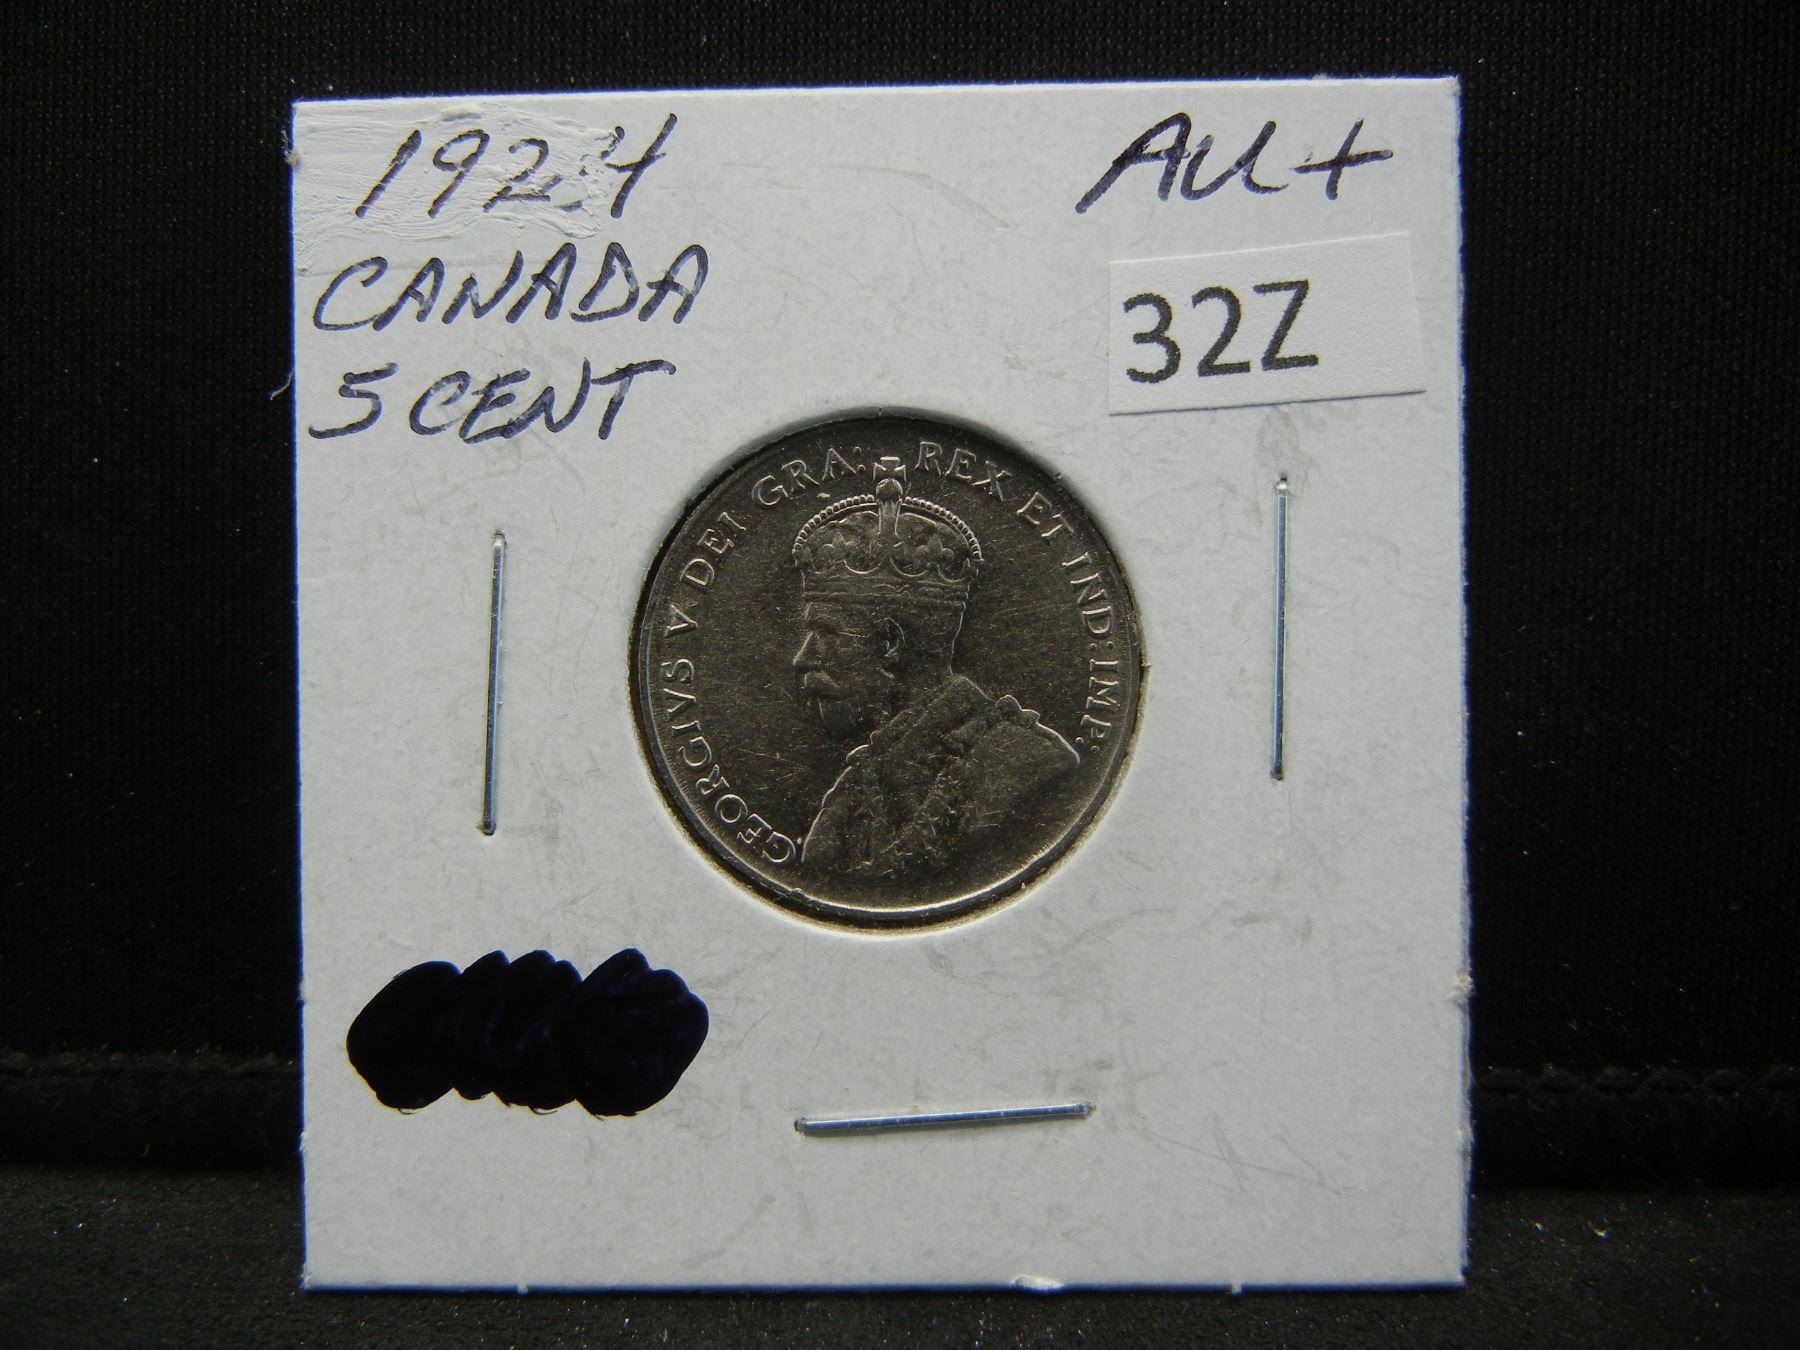 1924
AU+
CANADA
32Z
5 CENT
GEORGIVS V DEI GRA: REX ET IND: IMP: